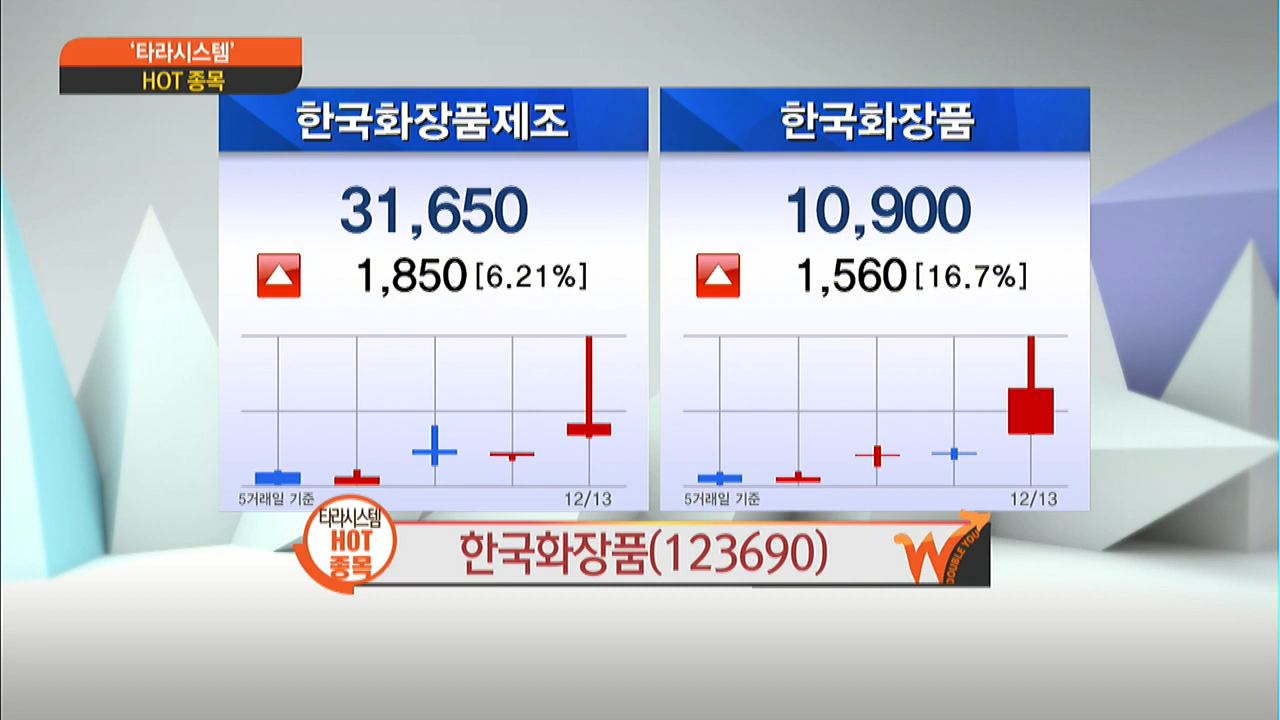 ‘타라시스템’
HOT 종목
한국화장품제조
31,650
1,850 [6.21%]
5거래일 기준
12/13
한국화장품
10,900
1,560 [16.7%]
5거래일 기준
12/13
타라시스템
HOT
종목
한국화장품(123690)
W
DOUBLE YOU